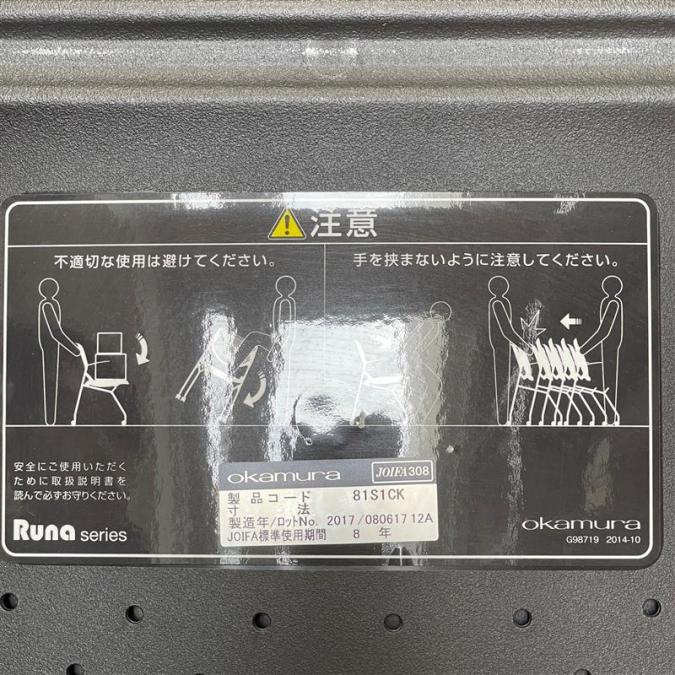 注意
不適切な使用は避けてください。
手を挟まないように注意してください。
安全にご使用いただく
ために取扱説明書を
読んで必ずお守りください。
Runa series
okamura JOIFA308
製品コード 81S1CK
寸法
製造年/ロットNo. 2017/08061712A
JOIFA標準使用期間 8 年
okamura
G98719 2014-10